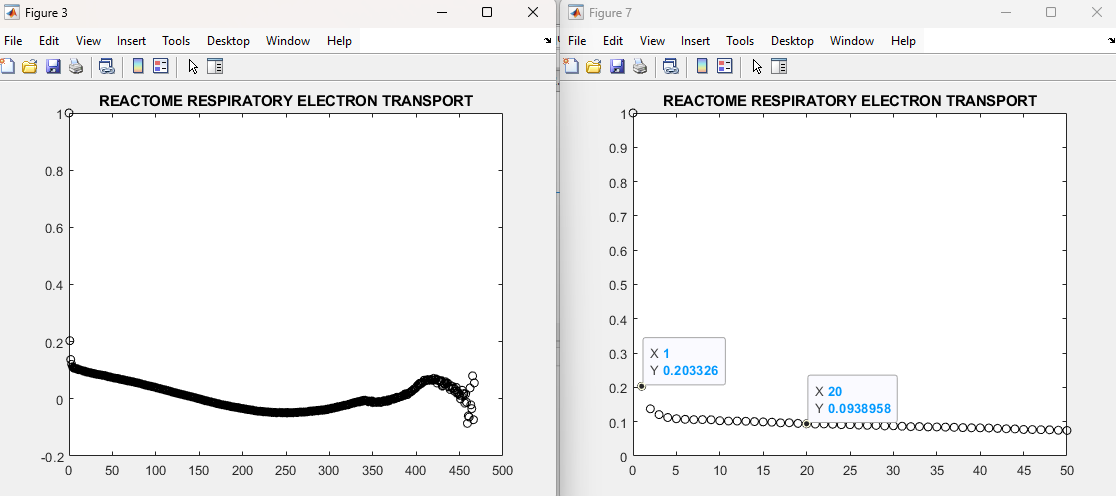 Figure 3
File Edit View Insert Tools Desktop Window Help
REACTOME RESPIRATORY ELECTRON TRANSPORT
1
0.8
0.6
0.4
0.2
0
-0.2
0 50 100 150 200 250 300 350 400 450 500
Figure 7
File Edit View Insert Tools Desktop Window Help
REACTOME RESPIRATORY ELECTRON TRANSPORT
1
0.9
0.8
0.7
0.6
0.5
0.4
0.3
0.2
0.1
0
X 1
Y 0.203326
X 20
Y 0.0938958
0 5 10 15 20 25 30 35 40 45 50